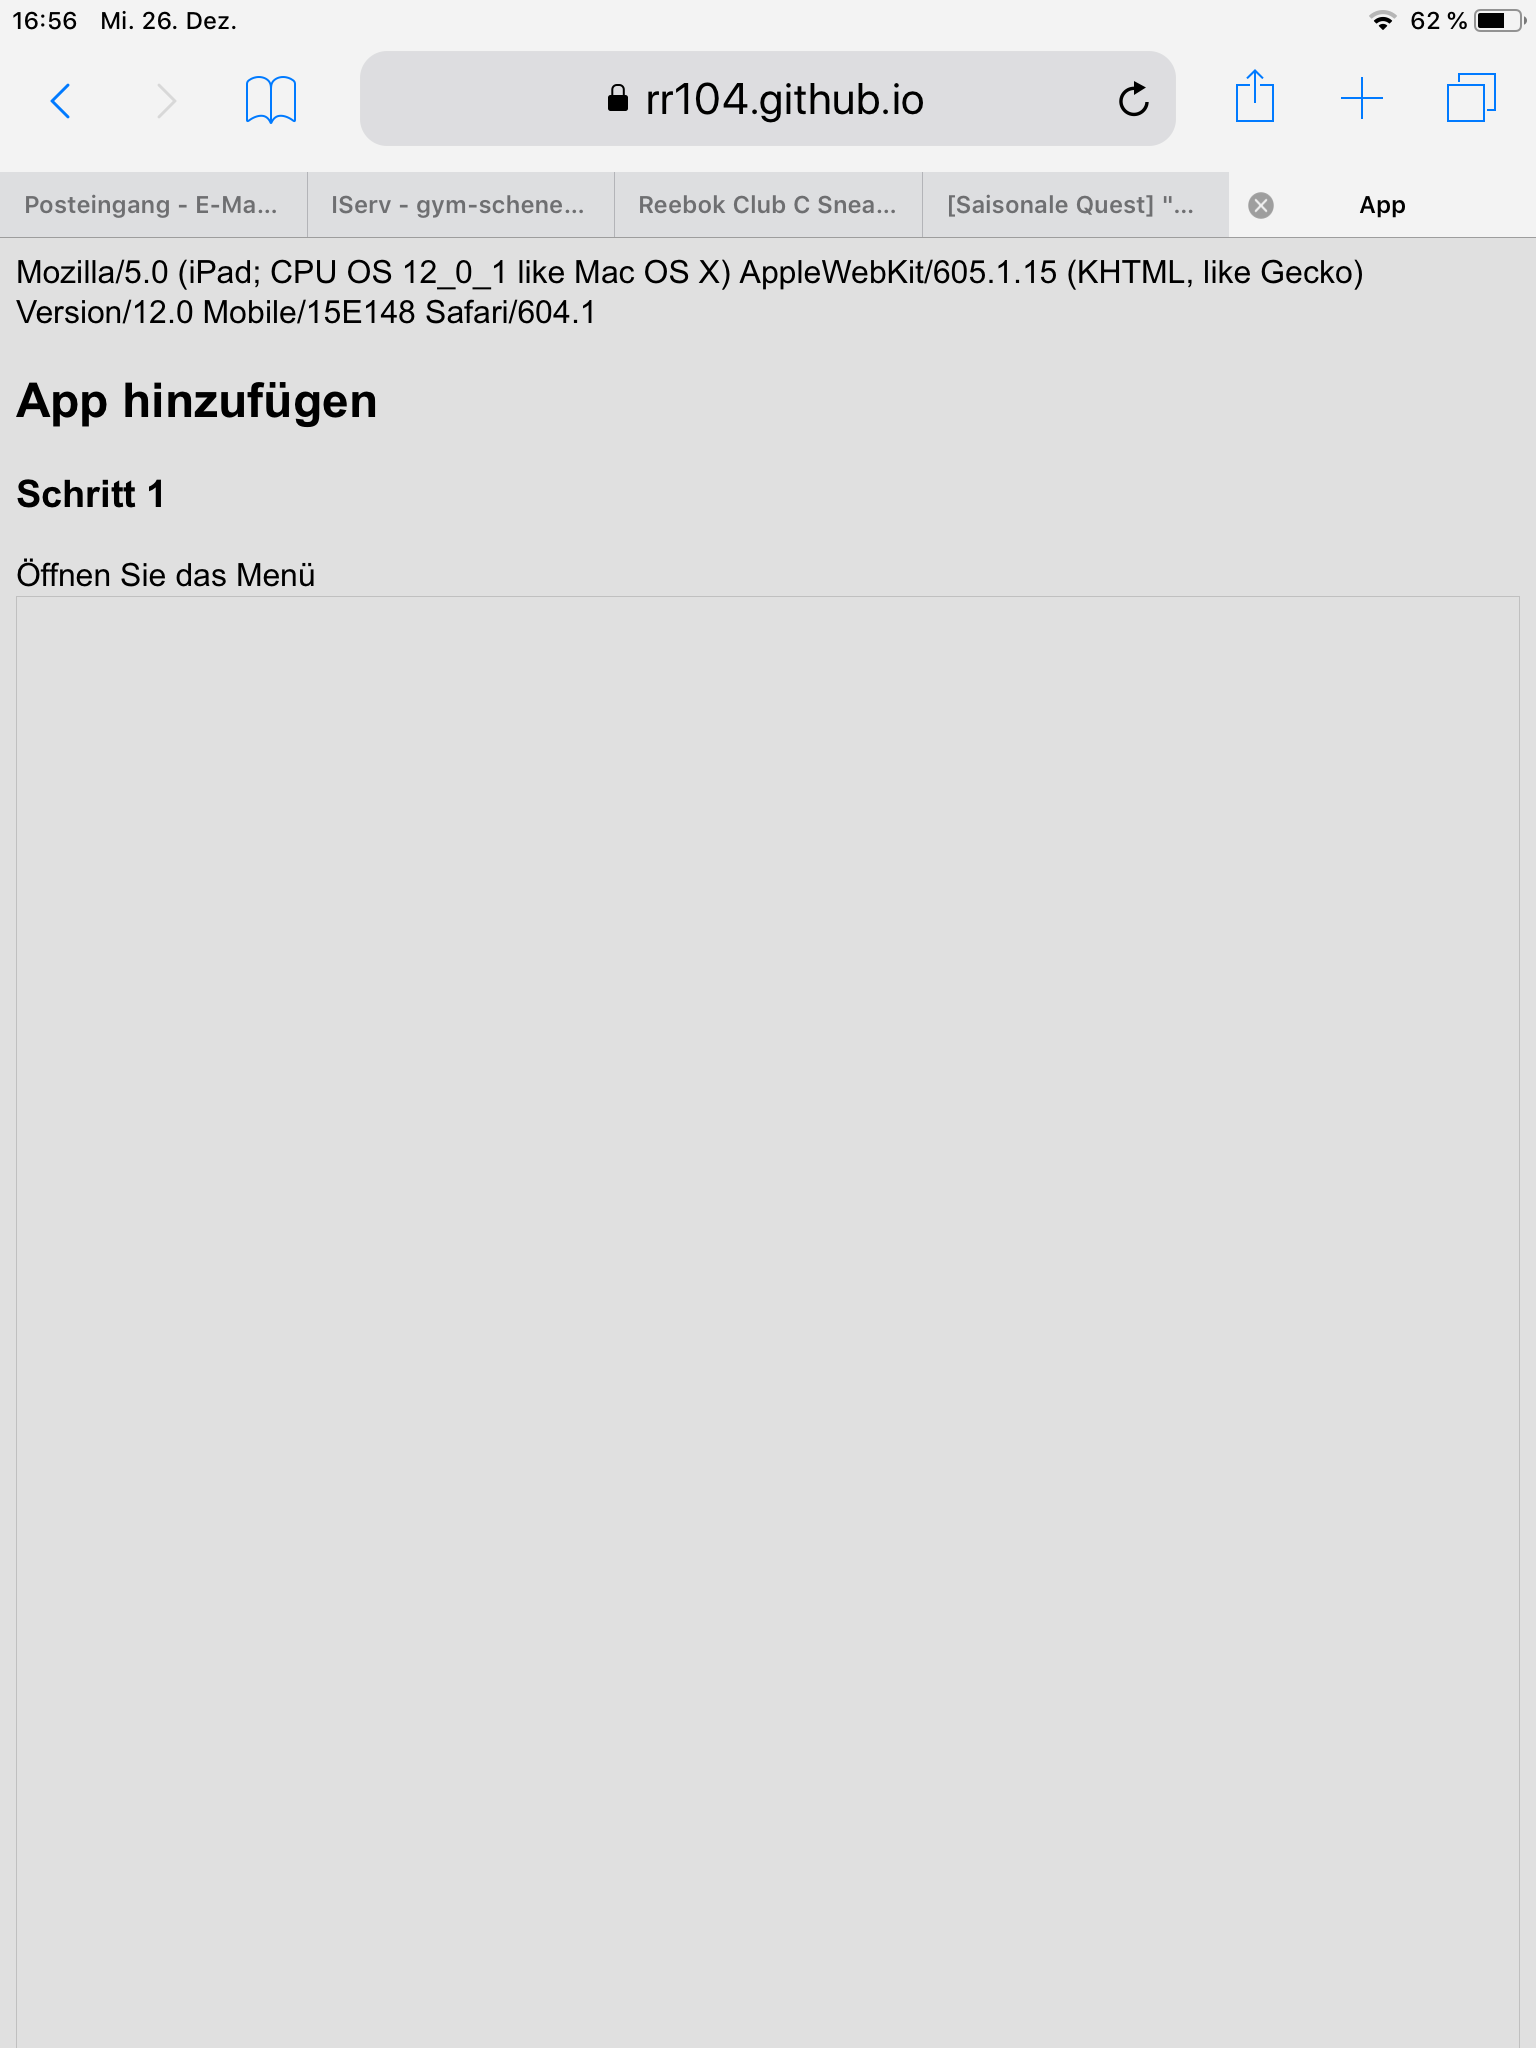 16:56 Mi. 26. Dez. 62 %
rr104.github.io
Posteingang - E-Ma... IServ - gym-schene... Reebok Club C Snea... [Saisonale Quest] "... App
Mozilla/5.0 (iPad; CPU OS 12_0_1 like Mac OS X) AppleWebKit/605.1.15 (KHTML, like Gecko)
Version/12.0 Mobile/15E148 Safari/604.1
App hinzufügen
Schritt 1
Öffnen Sie das Menü